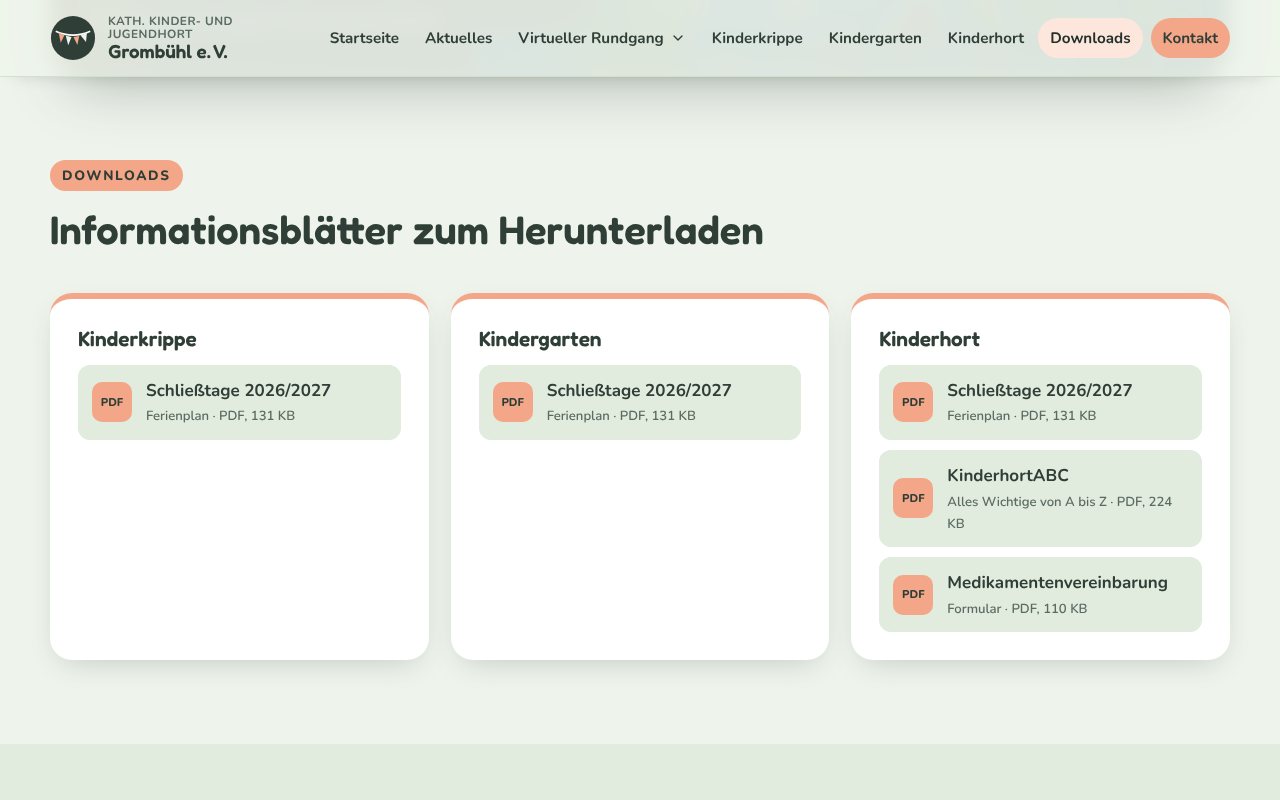 KATH. KINDER- UND
JUGENDHORT
Grombühl e. V.
Startseite
Aktuelles
Virtueller Rundgang
Kinderkrippe
Kindergarten
Kinderhort
Downloads
Kontakt
DOWNLOADS
Informationsblätter zum Herunterladen
Kinderkrippe
PDF
Schließtage 2026/2027
Ferienplan · PDF, 131 KB
Kindergarten
PDF
Schließtage 2026/2027
Ferienplan · PDF, 131 KB
Kinderhort
PDF
Schließtage 2026/2027
Ferienplan · PDF, 131 KB
PDF
KinderhortABC
Alles Wichtige von A bis Z · PDF, 224
KB
PDF
Medikamentenvereinbarung
Formular · PDF, 110 KB